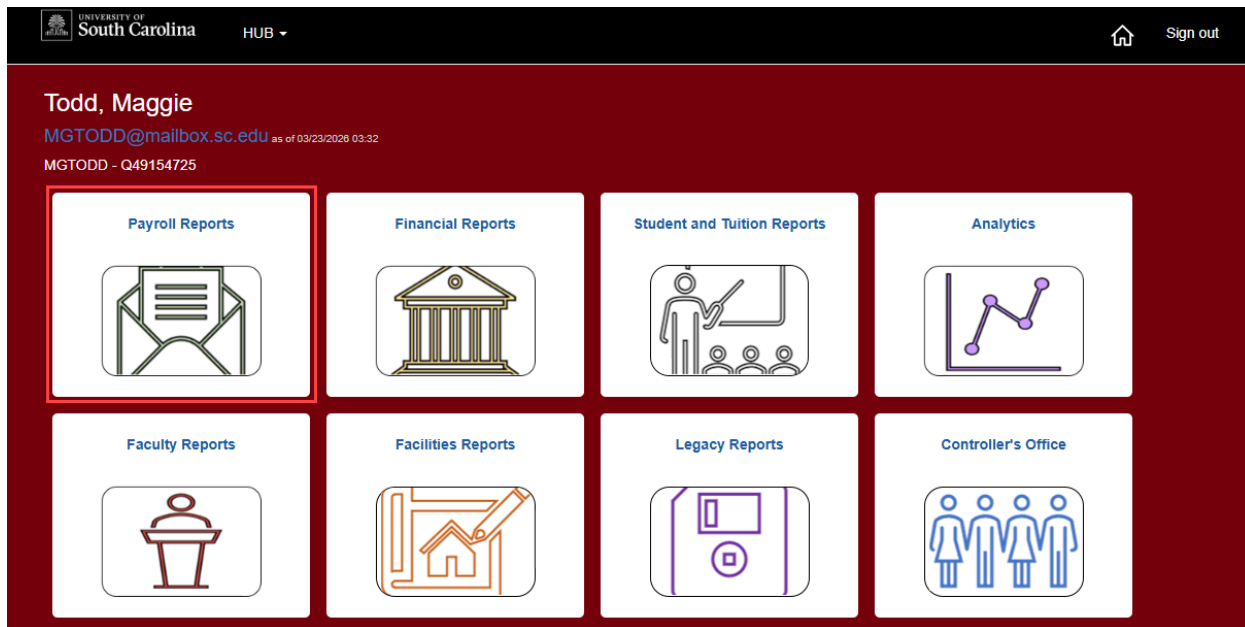 UNIVERSITY OF
South Carolina
HUB
Sign out
Todd, Maggie
MGTODD@mailbox.sc.edu as of 03/23/2026 03:32
MGTODD - Q49154725
Payroll Reports
Financial Reports
Student and Tuition Reports
Analytics
Faculty Reports
Facilities Reports
Legacy Reports
Controller's Office